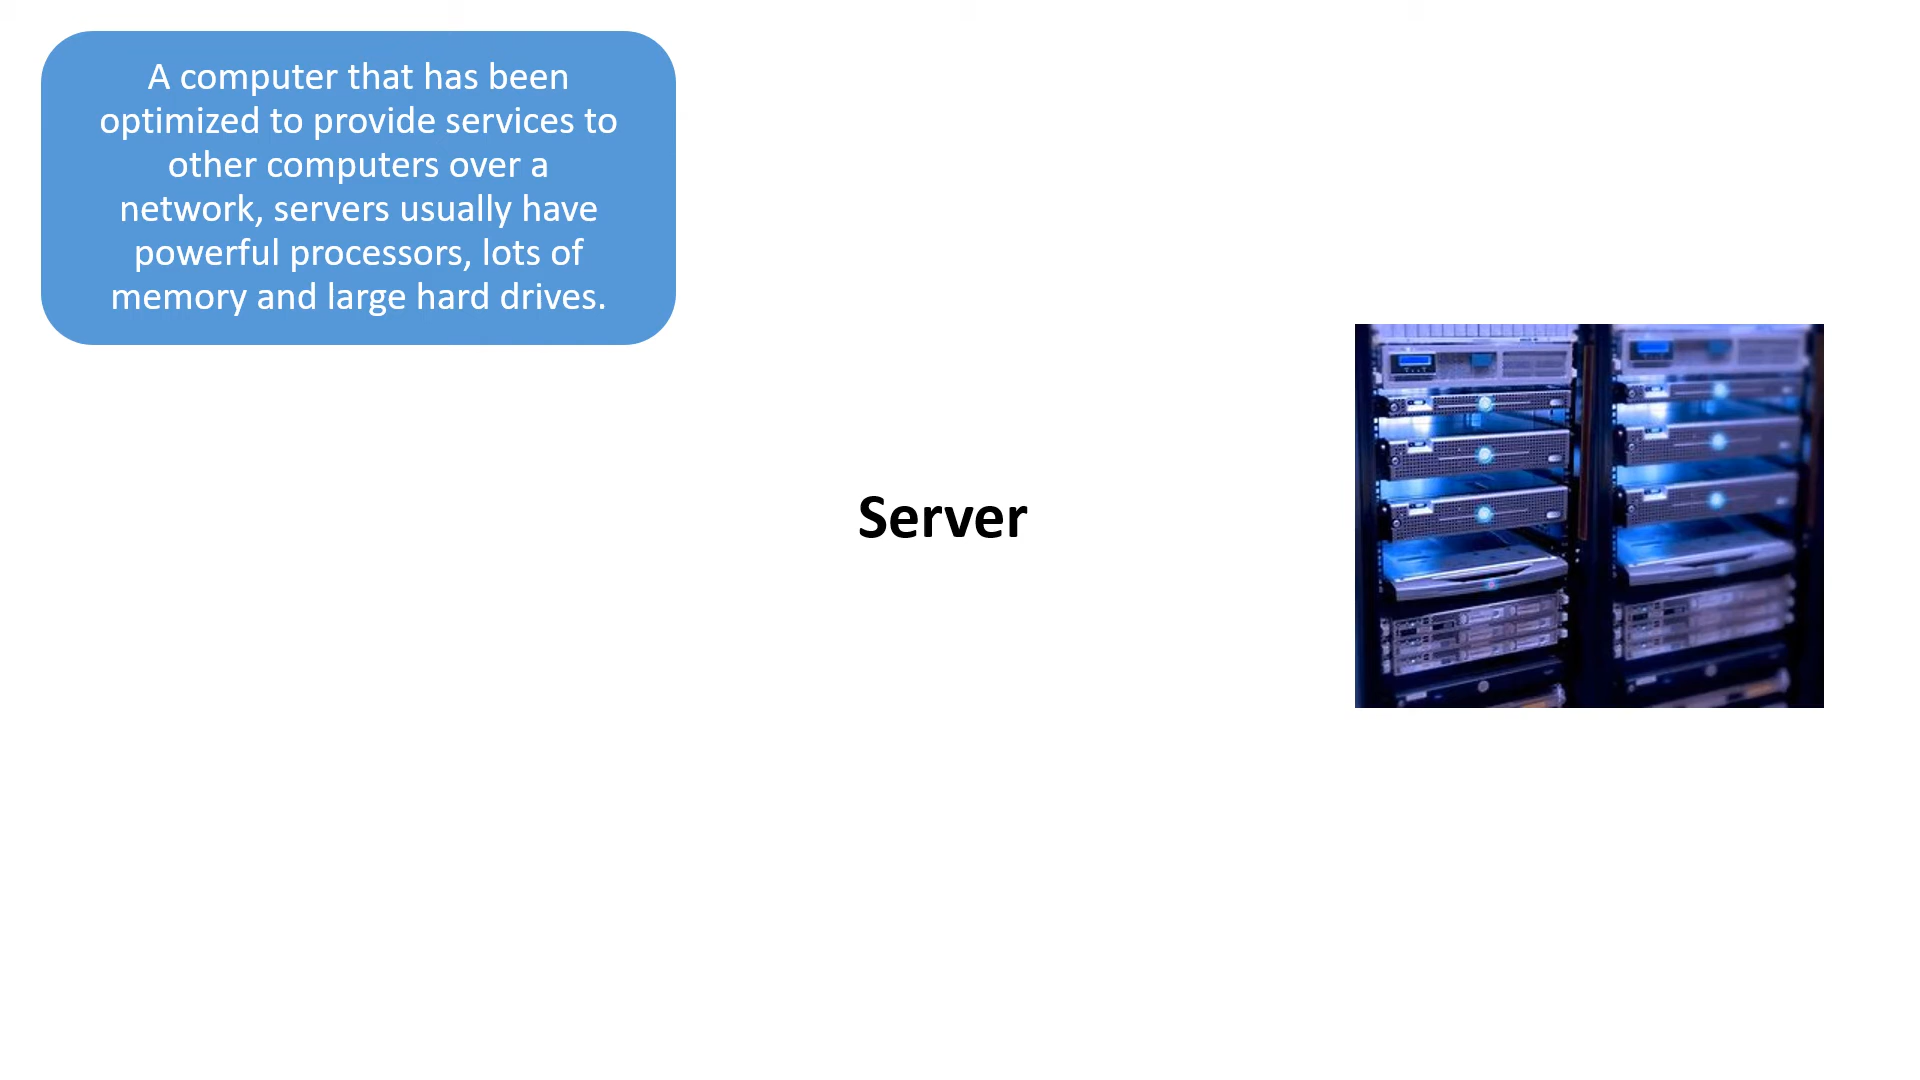 A computer that has been
optimized to provide services to
other computers over a
network, servers usually have
powerful processors, lots of
memory and large hard drives.
Server